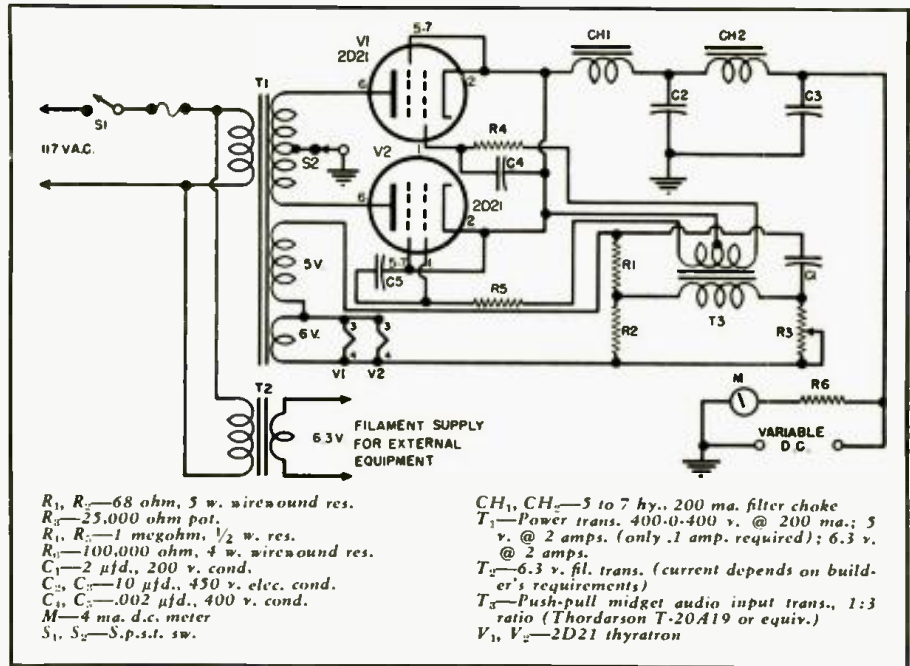 V1
2D21
5.7
6
2
CH1
CH2
T1
S1
117 V.A.C.
S2
V2
1
R4
C4
C2
C3
6
2D21
2
5.7
1
C5
R5
5 V.
6 V.
3
3
4
4
V1
V2
R1
R2
T3
C1
R3
T2
6.3 V
FILAMENT SUPPLY
FOR EXTERNAL
EQUIPMENT
M
R6
VARIABLE
D.C.
R₁, R₂—68 ohm, 5 w. wirewound res.
R₃—25,000 ohm pot.
R₄, R₅—1 megohm, 1/2 w. res.
R₆—100,000 ohm, 4 w. wirewound res.
C₁—2 μfd., 200 v. cond.
C₂, C₃—10 μfd., 450 v. elec. cond.
C₄, C₅—.002 μfd., 400 v. cond.
M—4 ma. d.c. meter
S₁, S₂—S.p.s.t. sw.
CH₁, CH₂—5 to 7 hy., 200 ma. filter choke
T₁—Power trans. 400-0-400 v. @ 200 ma.; 5
v. @ 2 amps. (only .1 amp. required); 6.3 v.
@ 2 amps.
T₂—6.3 v. fil. trans. (current depends on build-
er's requirements)
T₃—Push-pull midget audio input trans., 1:3
ratio (Thordarson T-20A19 or equiv.)
V₁, V₂—2D21 thyratron